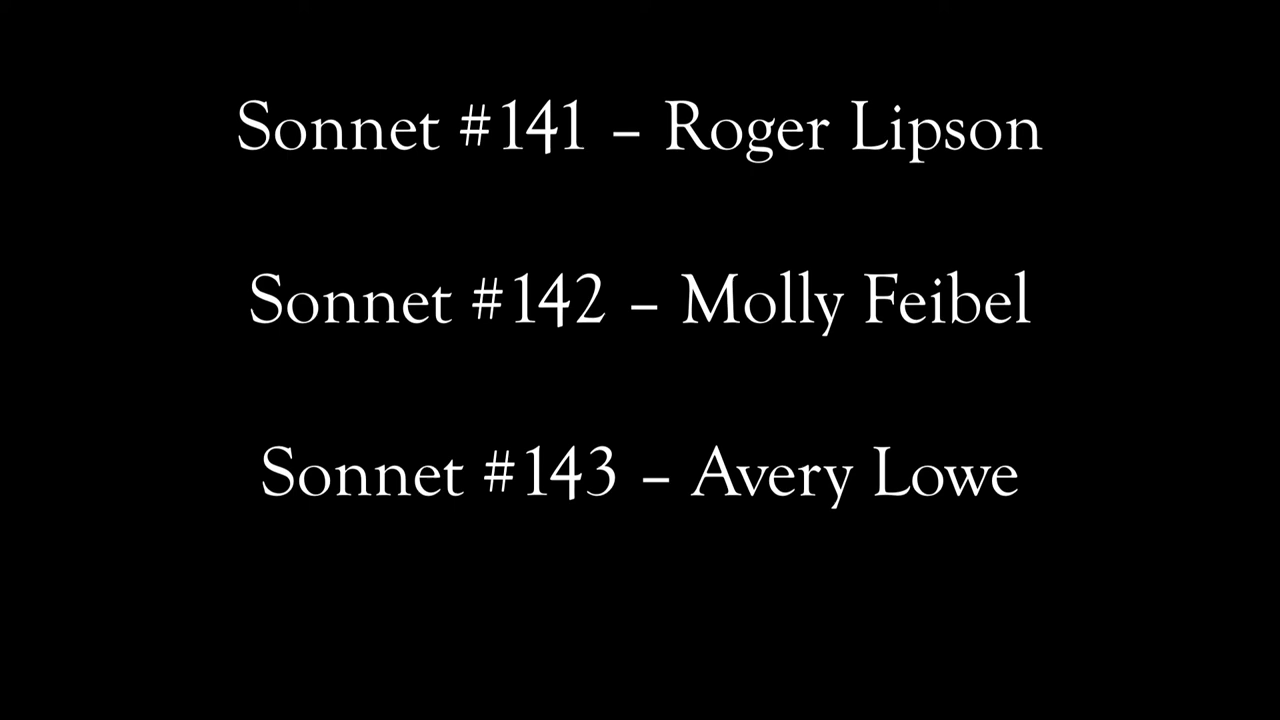 Sonnet #141 – Roger Lipson
Sonnet #142 – Molly Feibel
Sonnet #143 – Avery Lowe